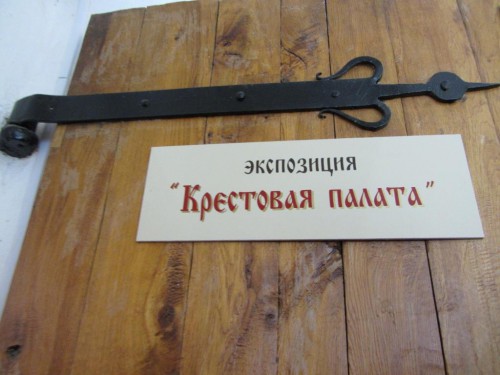 экспозиция
"Крестовая палата"